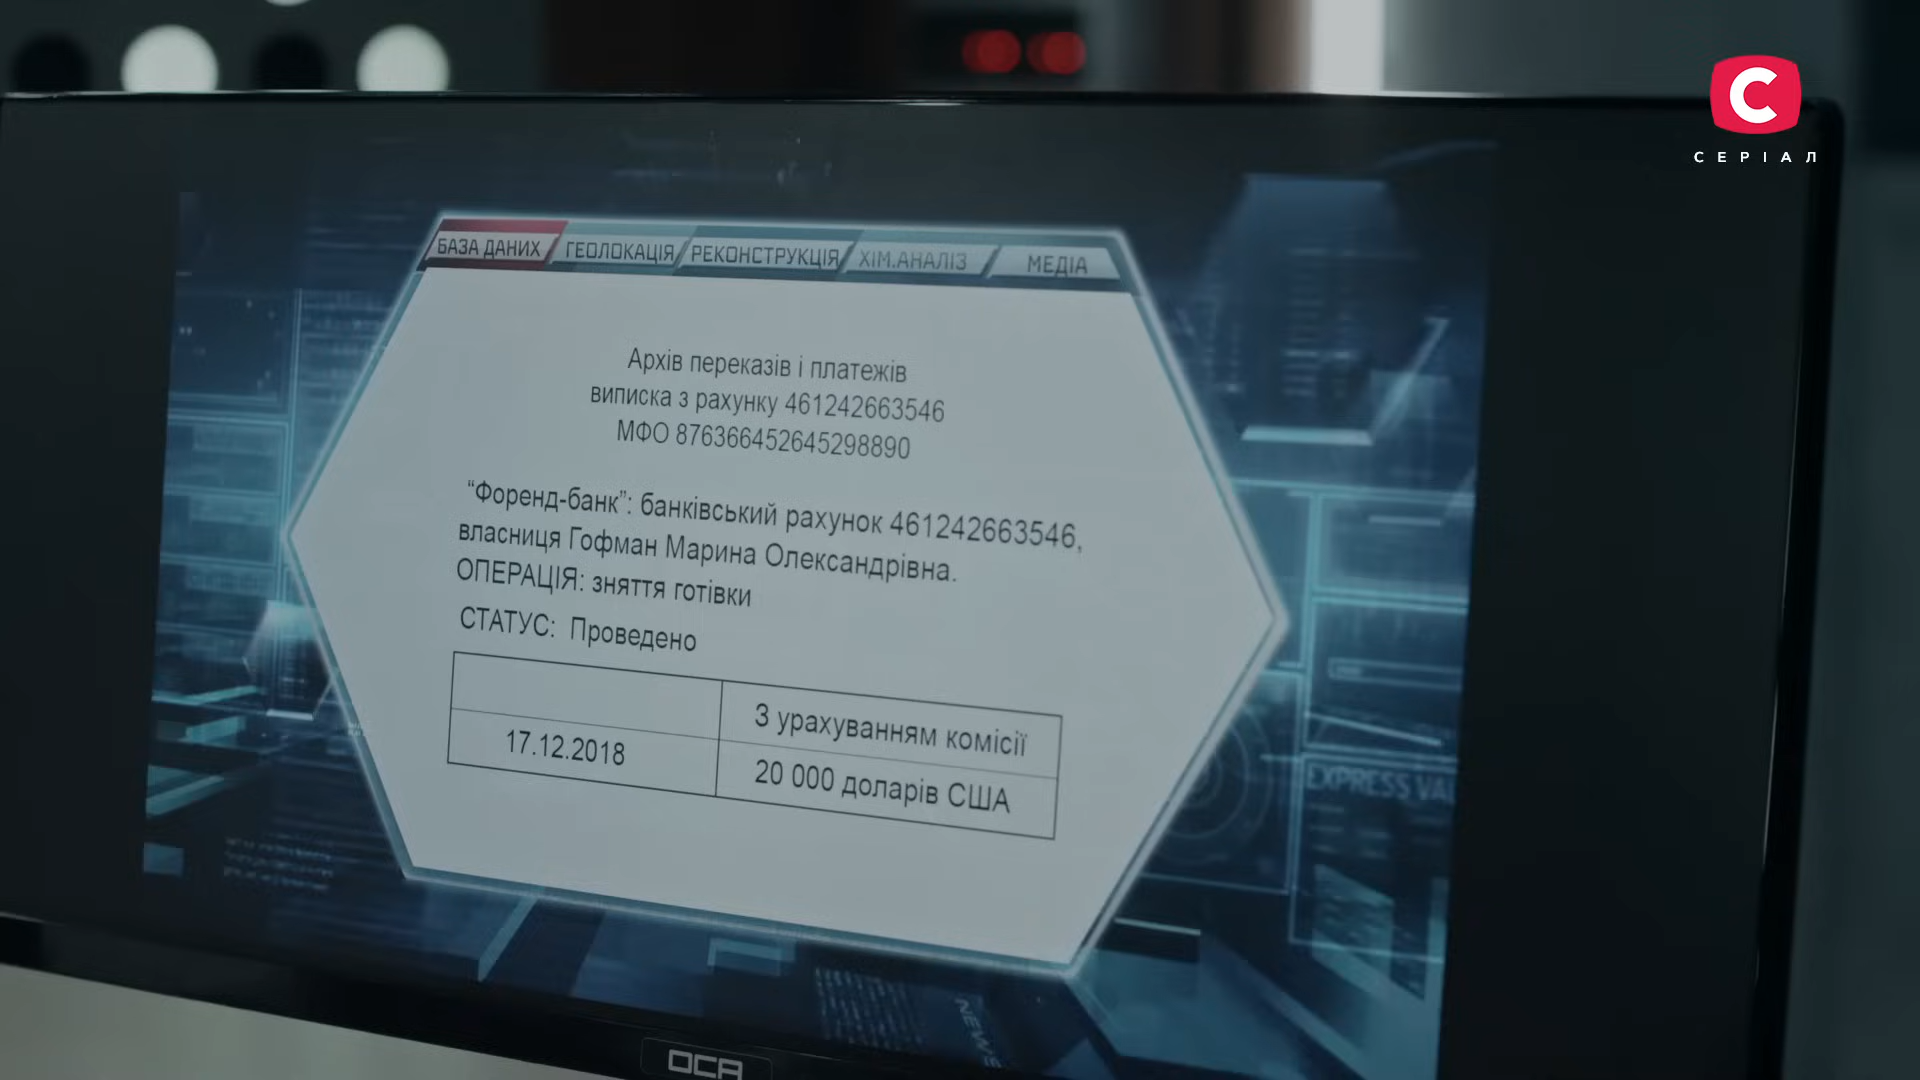 С
СЕРІАЛ
БАЗА ДАНИХ ГЕОЛОКАЦІЯ РЕКОНСТРУКЦІЯ ХІМ.АНАЛІЗ МЕДІА
Архів переказів і платежів
виписка з рахунку 461242663546
МФО 876366452645298890
“Форенд-банк”: банківський рахунок 461242663546,
власниця Гофман Марина Олександрівна.
ОПЕРАЦІЯ: зняття готівки
СТАТУС: Проведено
З урахуванням комісії
17.12.2018 20 000 доларів США
EXPRESS VA
NEWS
OCA